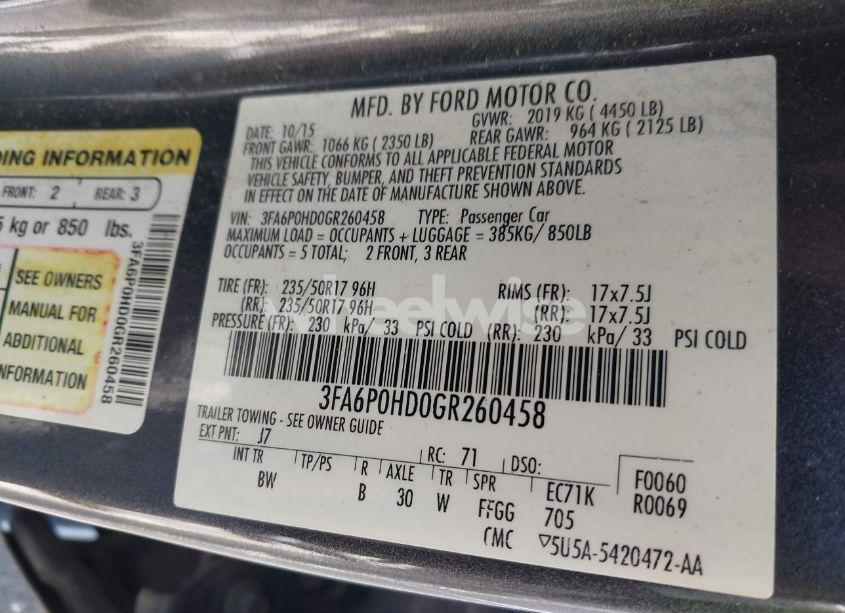 DING INFORMATION
FRONT: 2 REAR: 3
5 kg or 850 lbs.
SEE OWNERS
MANUAL FOR
ADDITIONAL
INFORMATION
3FA6P0HD0GR260458
MFD. BY FORD MOTOR CO.
DATE: 10/15 GVWR: 2019 KG ( 4450 LB)
FRONT GAWR: 1066 KG ( 2350 LB) REAR GAWR: 964 KG ( 2125 LB)
THIS VEHICLE CONFORMS TO ALL APPLICABLE FEDERAL MOTOR
VEHICLE SAFETY, BUMPER, AND THEFT PREVENTION STANDARDS
IN EFFECT ON THE DATE OF MANUFACTURE SHOWN ABOVE.
VIN: 3FA6P0HD0GR260458 TYPE: Passenger Car
MAXIMUM LOAD = OCCUPANTS + LUGGAGE = 385KG/ 850LB
OCCUPANTS = 5 TOTAL; 2 FRONT, 3 REAR
TIRE (FR): 235/50R17 96H RIMS (FR): 17x7.5J
(RR): 235/50R17 96H (RR): 17x7.5J
PRESSURE (FR): 230 kPa/ 33 PSI COLD (RR): 230 kPa/ 33 PSI COLD
wheelwise
3FA6P0HD0GR260458
TRAILER TOWING - SEE OWNER GUIDE
EXT PNT: J7 RC: 71 DSO: F0060
INT TR TP/PS R AXLE TR SPR EC71K R0069
BW B 30 W FFGG 705
CMC ▽5U5A-5420472-AA